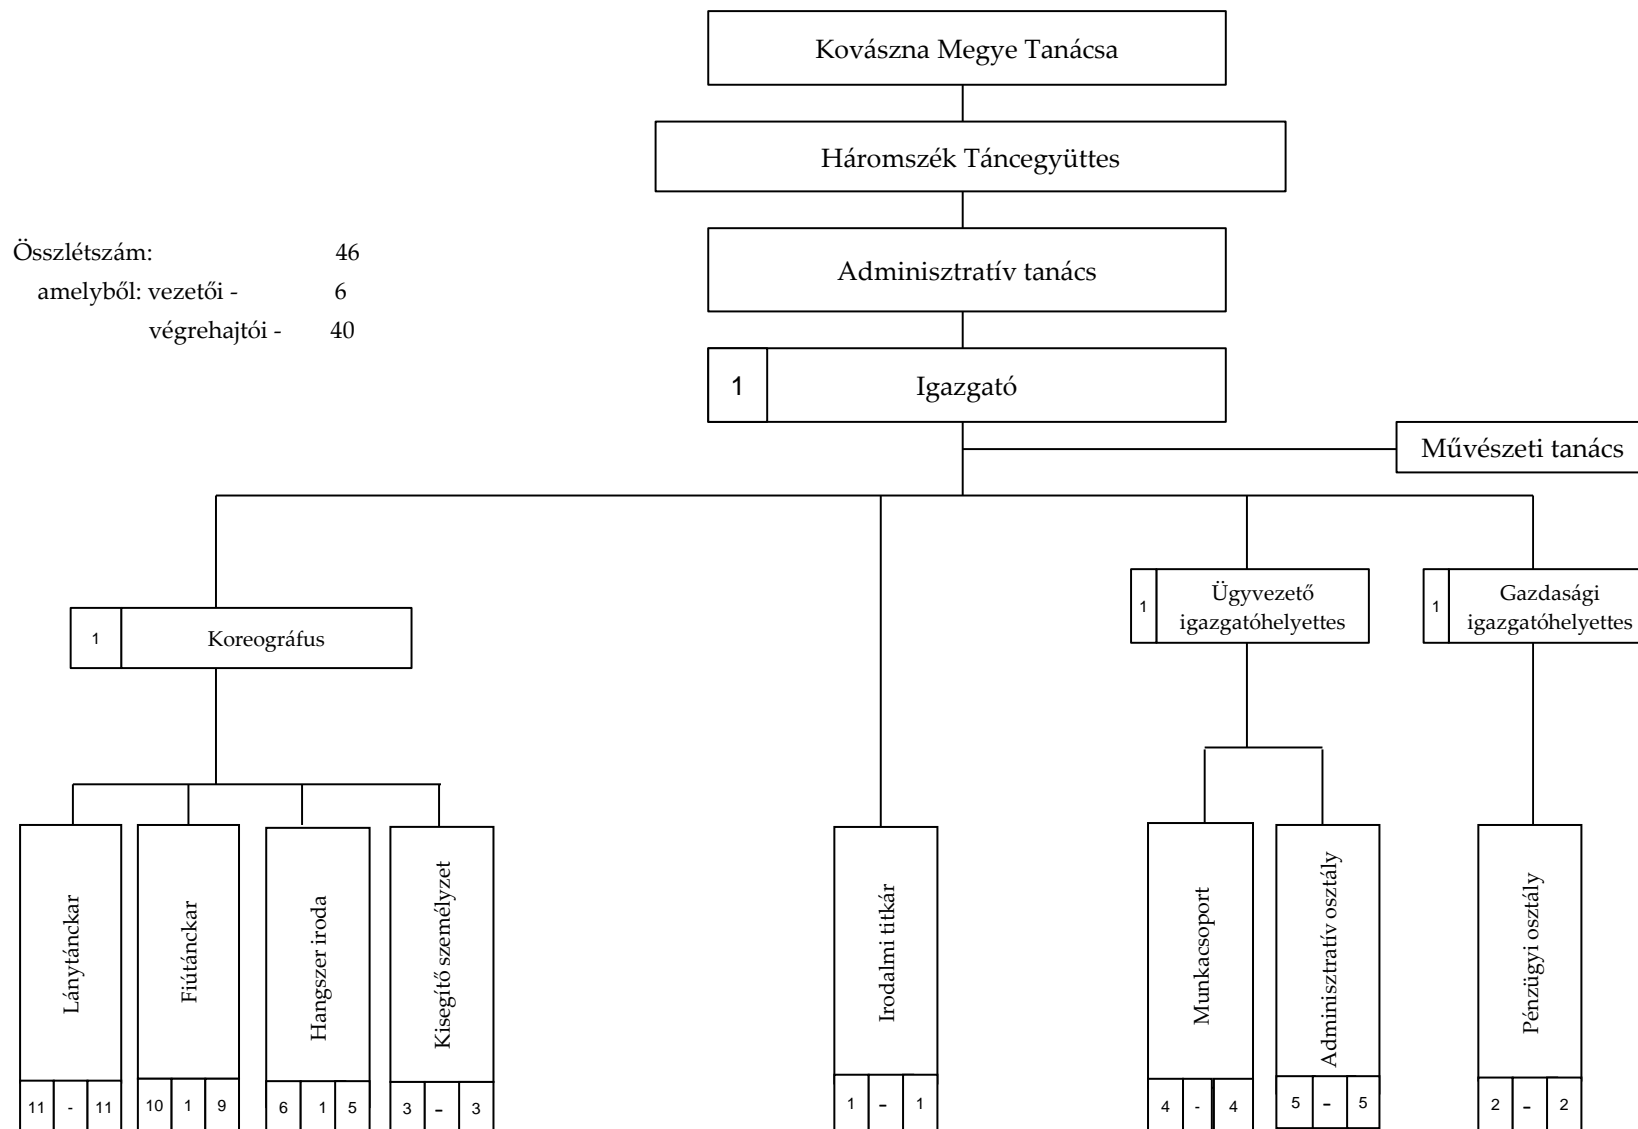 Kovászna Megye Tanácsa
Háromszék Táncegyüttes
Összlétszám: 46
amelyből: vezetői - 6
végrehajtói - 40
Adminisztratív tanács
1 Igazgató
Művészeti tanács
1 Koreográfus
1 Ügyvezető
igazgatóhelyettes
1 Gazdasági
igazgatóhelyettes
Lánytánckar
Fiútánckar
Hangszer iroda
Kisegítő személyzet
Irodalmi titkár
Munkacsoport
Adminisztratív osztály
Pénzügyi osztály
11 - 11
10 1 9
6 1 5
3 - 3
1 - 1
4 - 4
5 - 5
2 - 2